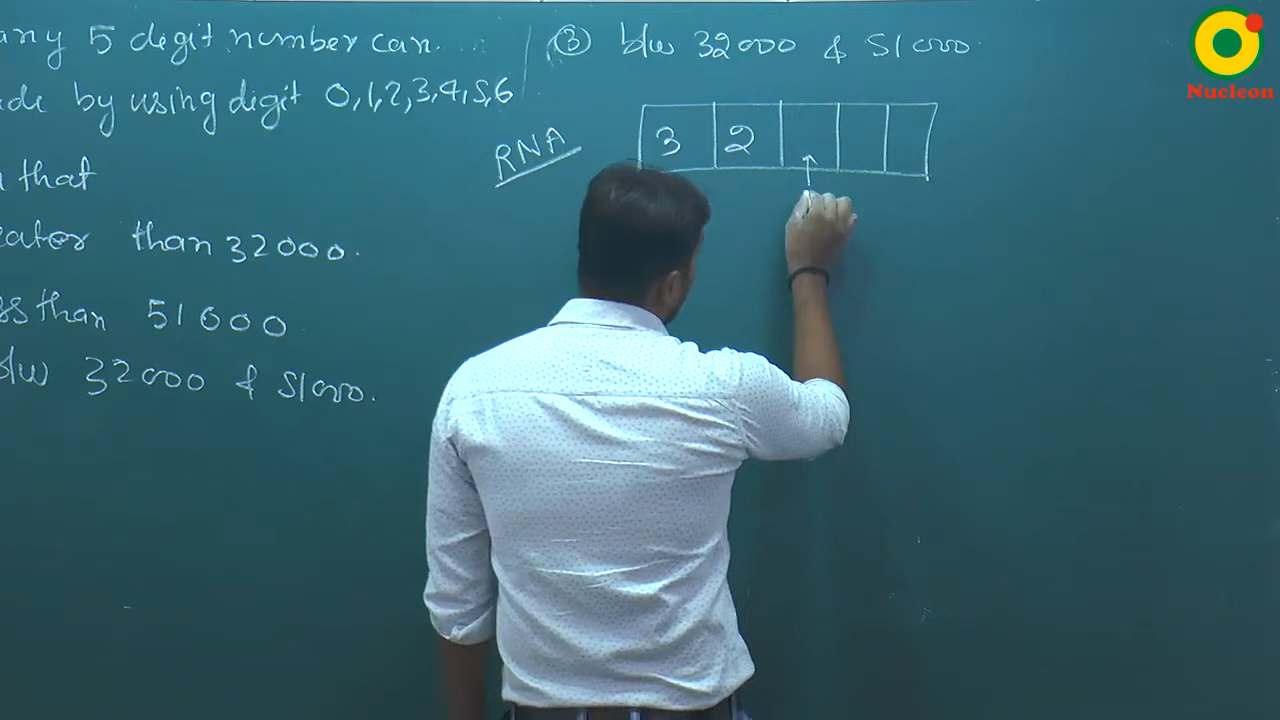 any 5 digit number can
de by using digit 0,1,2,3,4,5,6
that
eater than 32000.
ss than 51000
b/w 32000 & 51000.
③ b/w 32000 & 51000.
RNA
3 2
Nucleon